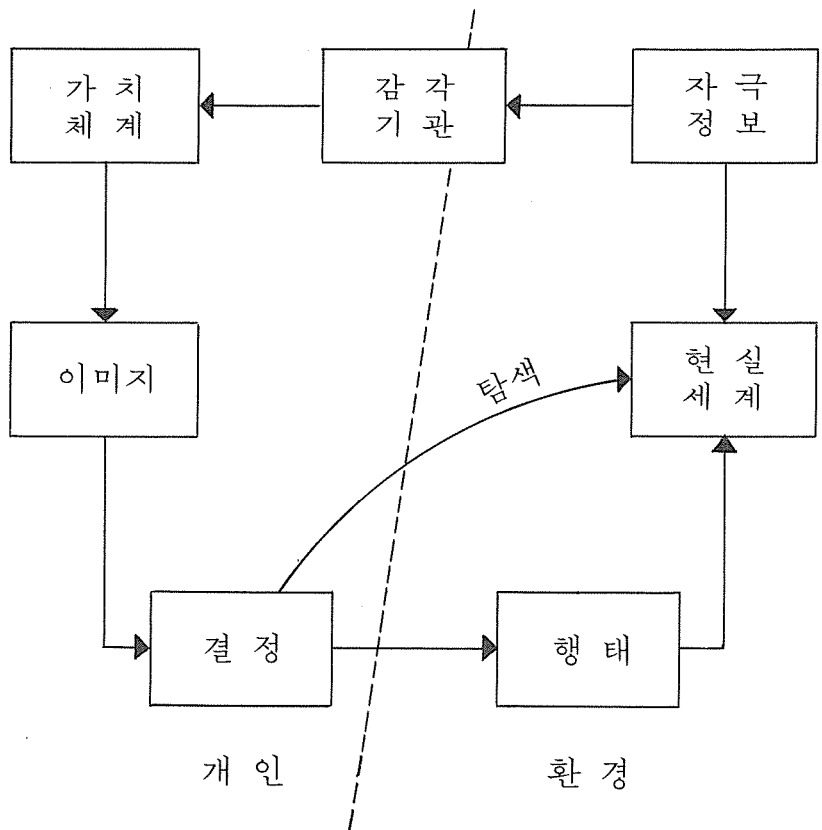 가 치
체 계
감 각
기 관
자 극
정 보
이미지
탐색
현 실
세 계
결 정
행 태
개 인
환 경